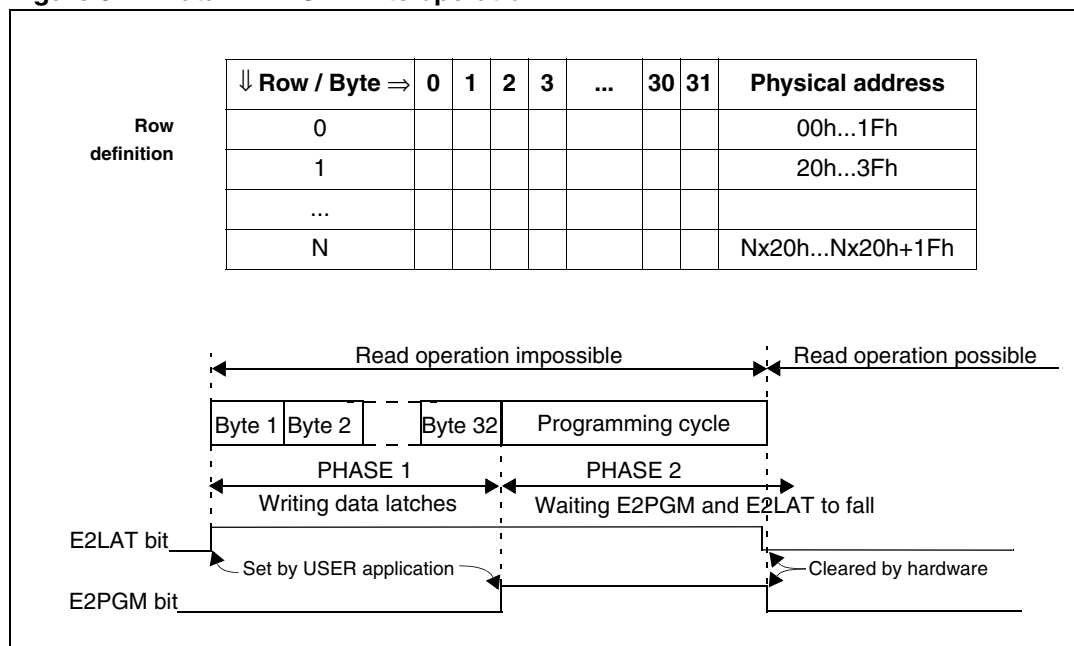 ⇓ Row / Byte ⇒ 0 1 2 3 ... 30 31 Physical address
Row definition
0 00h...1Fh
1 20h...3Fh
...
N Nx20h...Nx20h+1Fh
Read operation impossible Read operation possible
Byte 1 Byte 2 Byte 32 Programming cycle
PHASE 1 PHASE 2
Writing data latches Waiting E2PGM and E2LAT to fall
E2LAT bit
Set by USER application Cleared by hardware
E2PGM bit